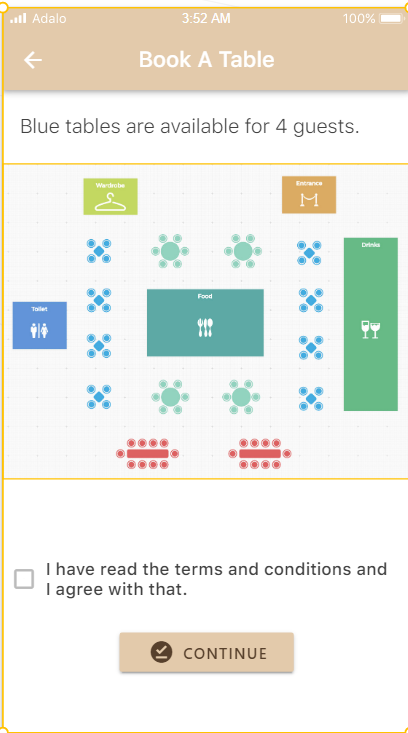 Adalo 3:52 AM 100%
Book A Table
Blue tables are available for 4 guests.
Wardrobe
Entrance
Drinks
Food
Toilet
I have read the terms and conditions and
I agree with that.
CONTINUE